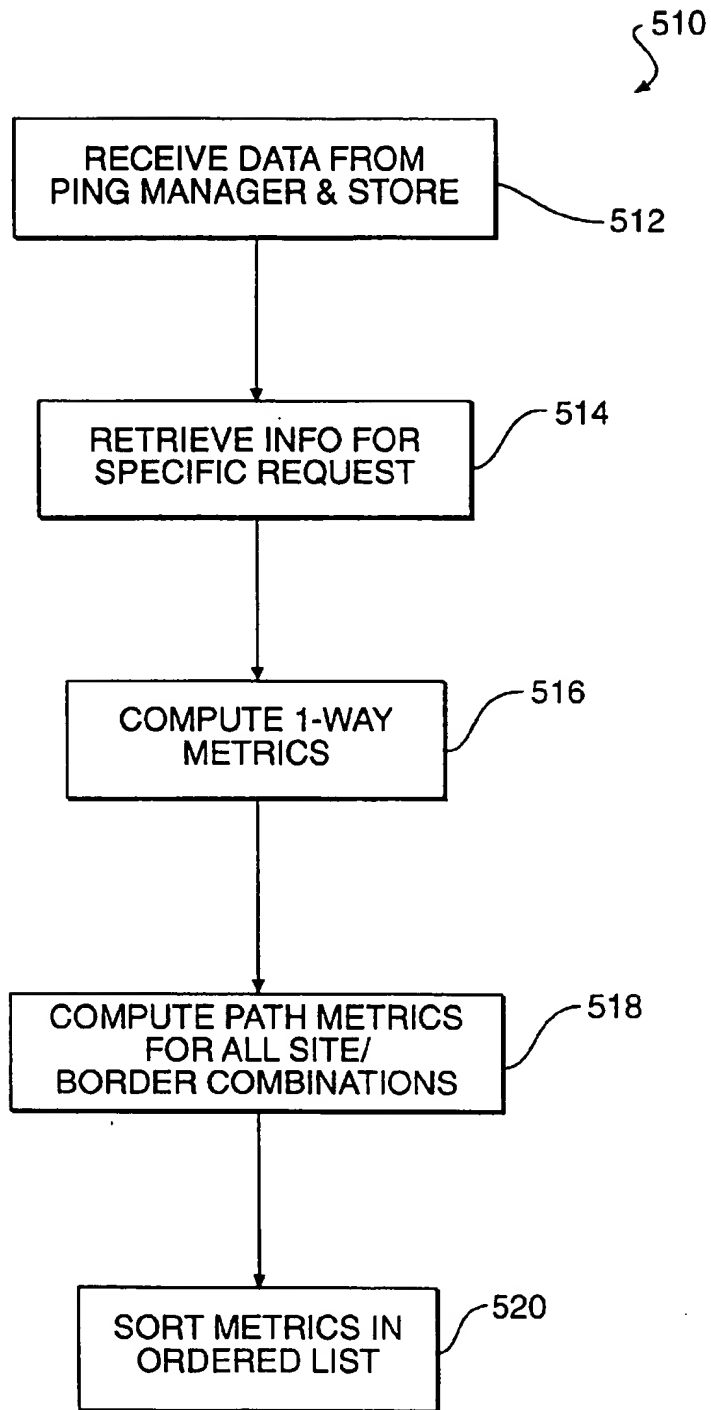 510
RECEIVE DATA FROM
PING MANAGER & STORE
512
RETRIEVE INFO FOR
SPECIFIC REQUEST
514
COMPUTE 1-WAY
METRICS
516
COMPUTE PATH METRICS
FOR ALL SITE/
BORDER COMBINATIONS
518
SORT METRICS IN
ORDERED LIST
520